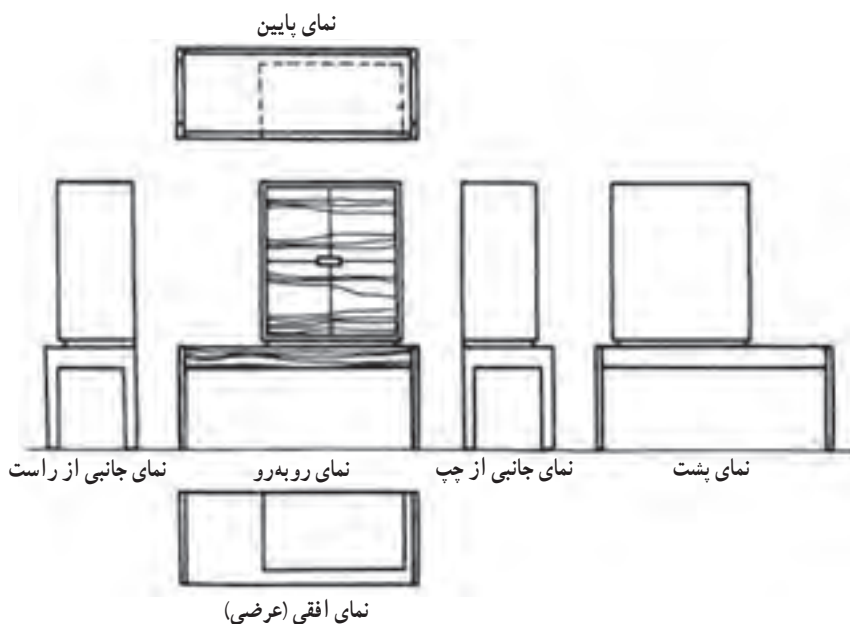 نمای پایین
نمای جانبی از راست
نمای روبه‌رو
نمای جانبی از چپ
نمای پشت
نمای افقی (عرضی)